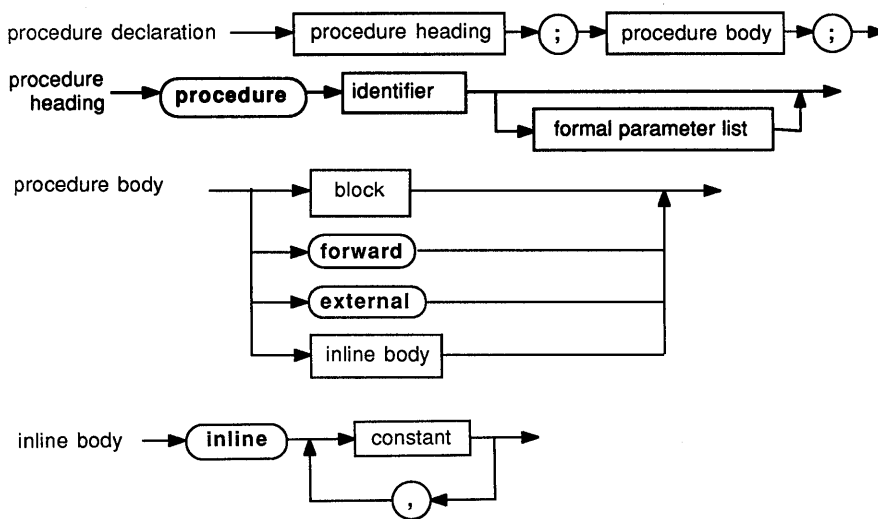 procedure declaration procedure heading ; procedure body ;
procedure
heading procedure identifier
formal parameter list
procedure body block
forward
external
inline body
inline body inline constant
,